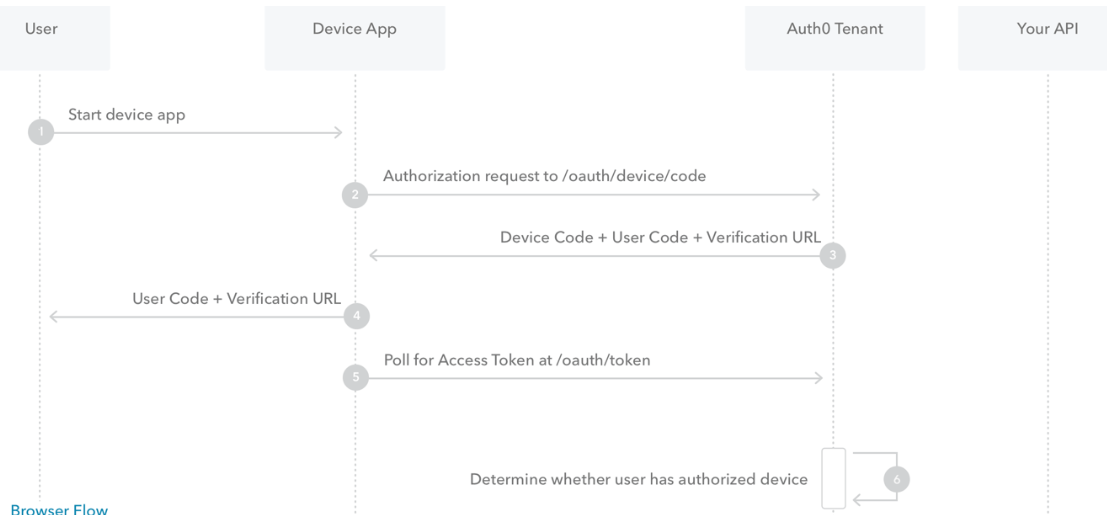 User
Device App
Auth0 Tenant
Your API
Start device app
1
Authorization request to /oauth/device/code
2
Device Code + User Code + Verification URL
3
User Code + Verification URL
4
Poll for Access Token at /oauth/token
5
Determine whether user has authorized device
6
Browser Flow